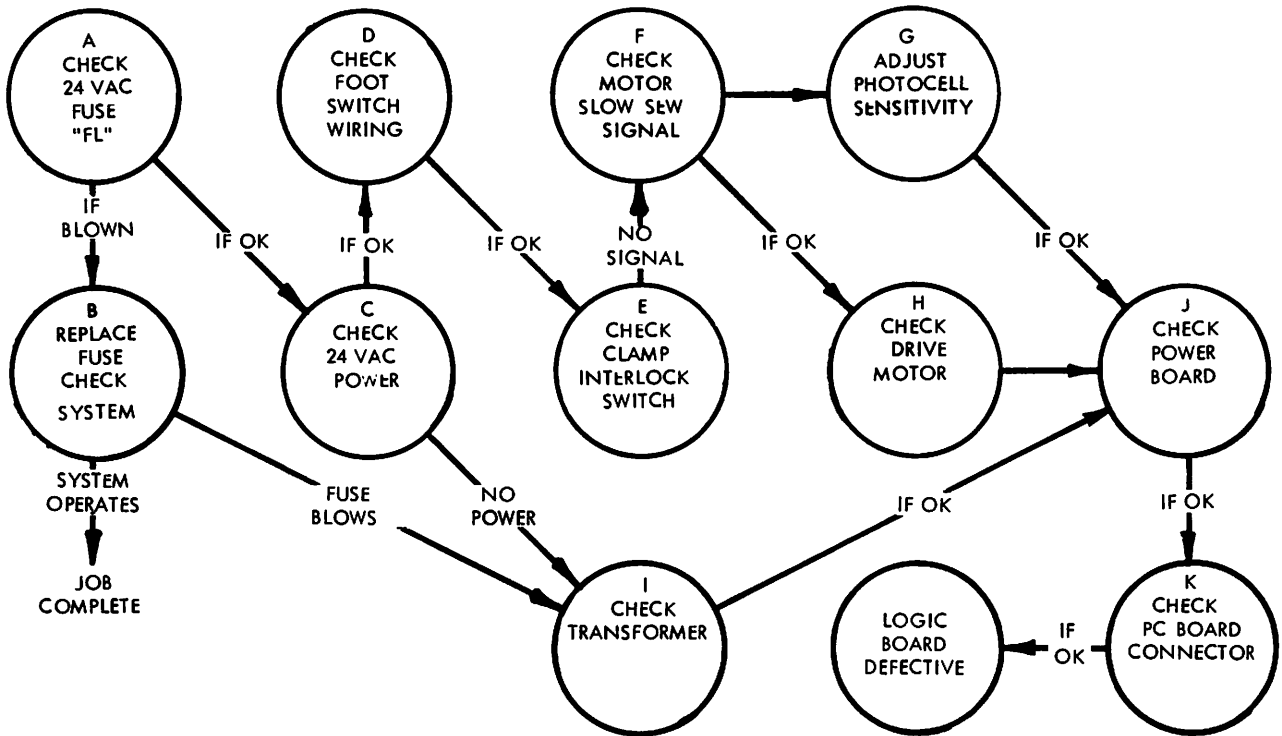 A
CHECK
24 VAC
FUSE
"FL"
D
CHECK
FOOT
SWITCH
WIRING
F
CHECK
MOTOR
SLOW SEW
SIGNAL
G
ADJUST
PHOTOCELL
SENSITIVITY
IF
BLOWN
IF OK
IF OK
IF OK
NO
SIGNAL
IF OK
IF OK
B
REPLACE
FUSE
CHECK
SYSTEM
C
CHECK
24 VAC
POWER
E
CHECK
CLAMP
INTERLOCK
SWITCH
H
CHECK
DRIVE
MOTOR
J
CHECK
POWER
BOARD
SYSTEM
OPERATES
FUSE
BLOWS
NO
POWER
IF OK
IF OK
JOB
COMPLETE
I
CHECK
TRANSFORMER
LOGIC
BOARD
DEFECTIVE
IF
OK
K
CHECK
PC BOARD
CONNECTOR